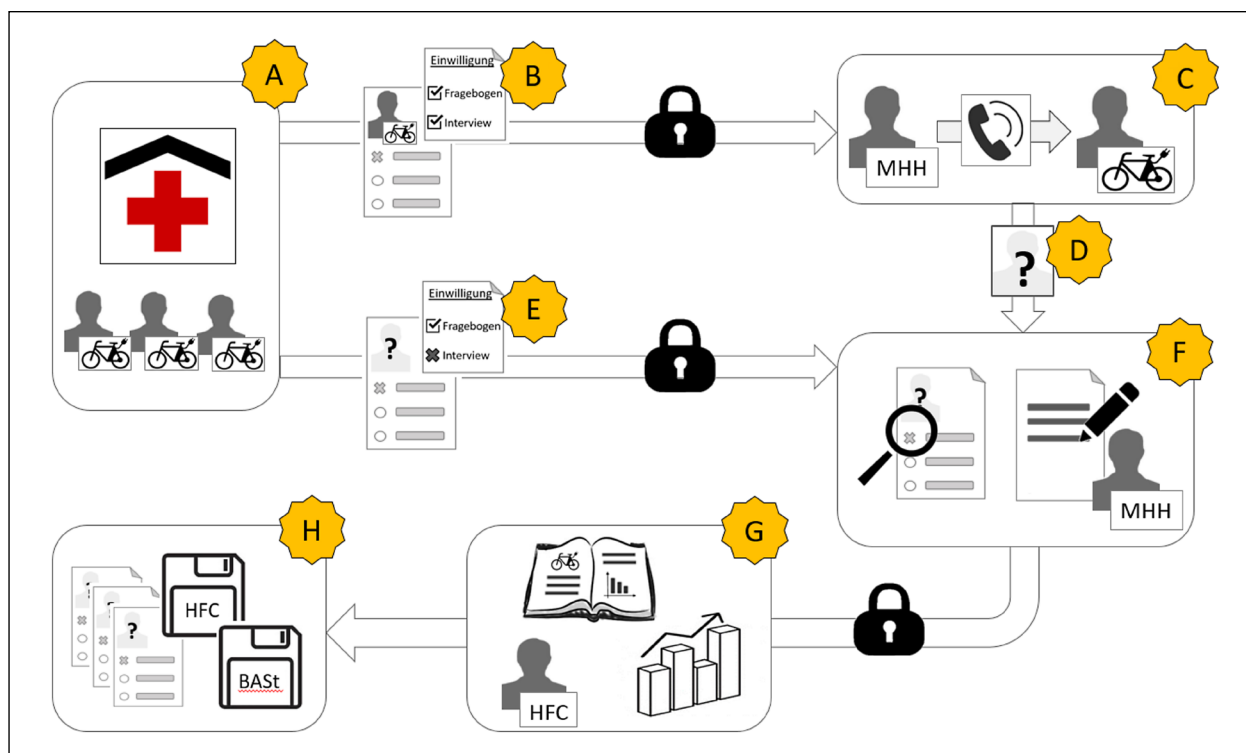 A
Einwilligung
Fragebogen
Interview
B
C
MHH
D
?
Einwilligung
Fragebogen
Interview
E
?
F
?
MHH
G
HFC
H
?
HFC
BASt